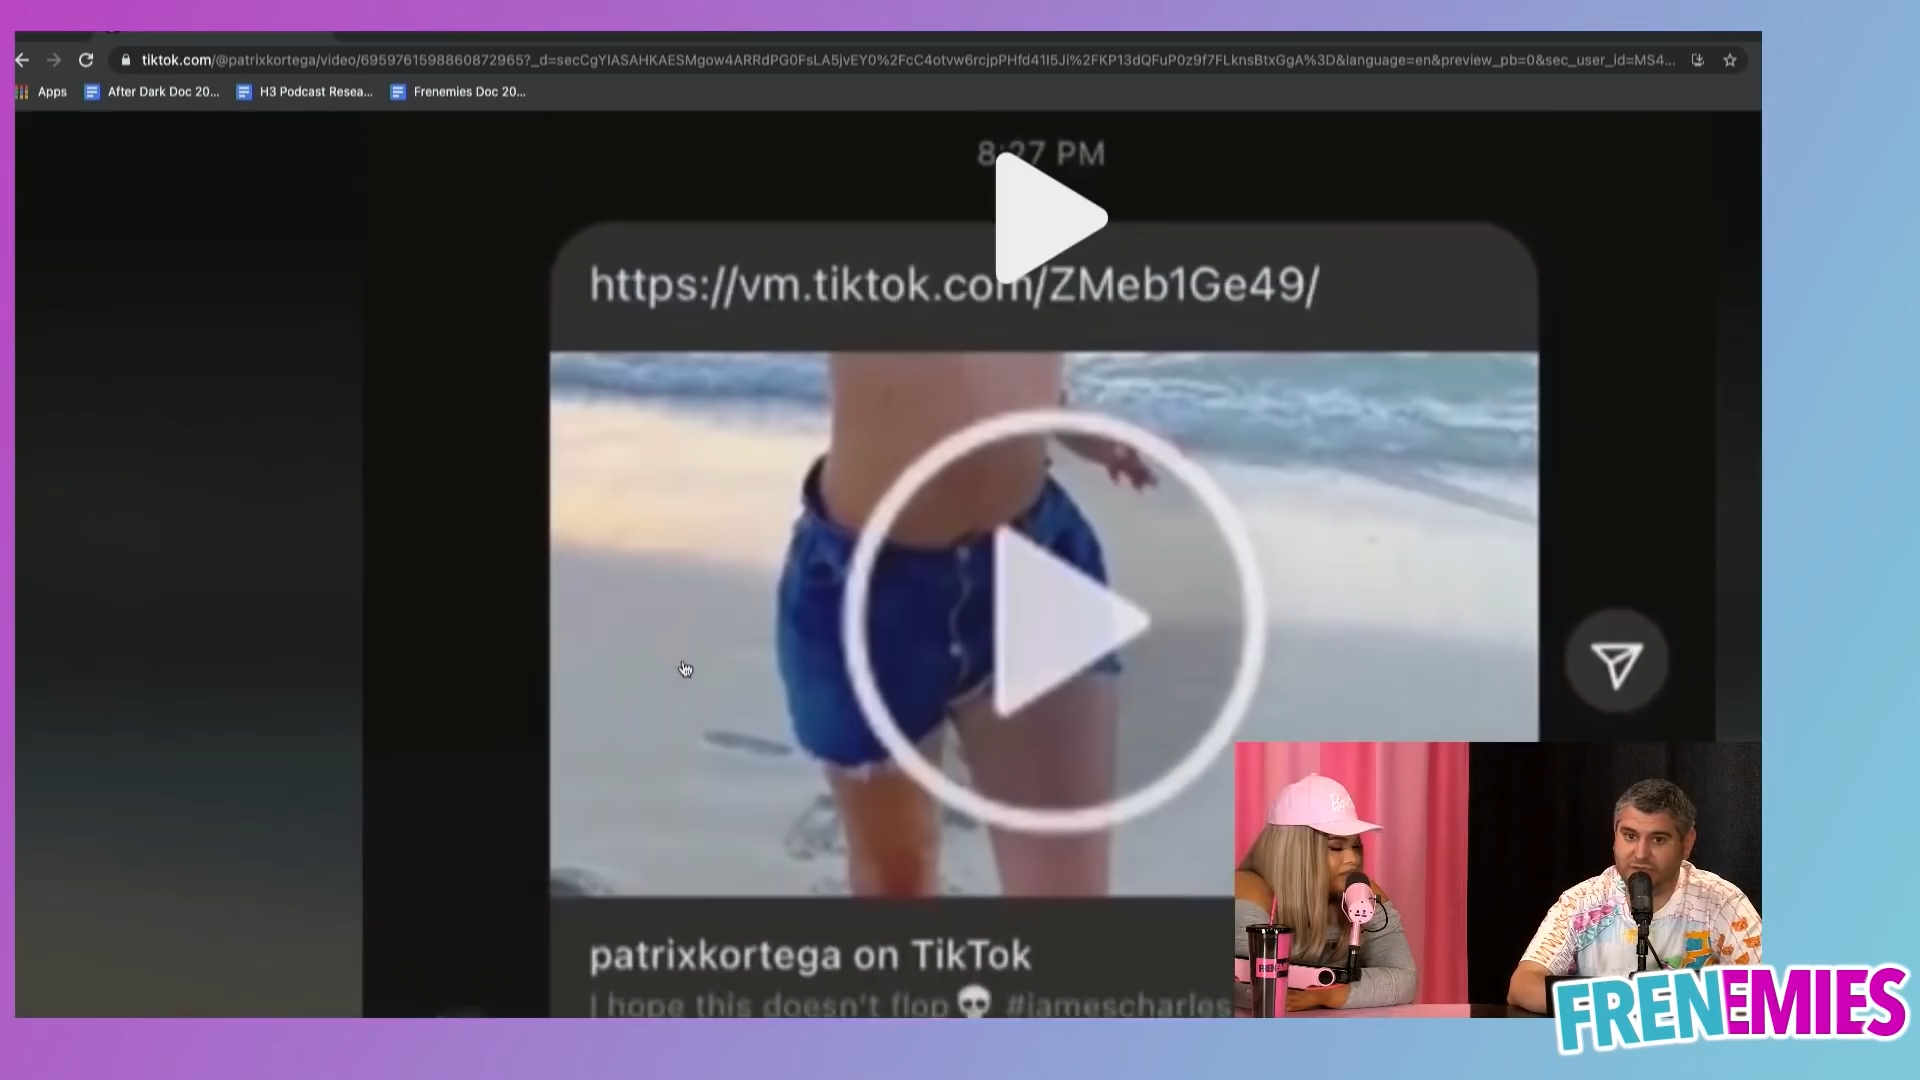 tiktok.com/@patrixkortega/video/6959761598860872965?_d=secCgYIASAHKAESMgow4ARRdPG0FsLA5jvEY0%2FcC4otvw6rcjpPHfd41I5Ji%2FKP13dQFuP0z9f7FLknsBtxGgA%3D&language=en&preview_pb=0&sec_user_id=MS4...
Apps After Dark Doc 20... H3 Podcast Resea... Frenemies Doc 20...
8:27 PM
https://vm.tiktok.com/ZMeb1Ge49/
patrixkortega on TikTok
I hope this doesn't flop 💀 #jamescharles
FRENEMIES